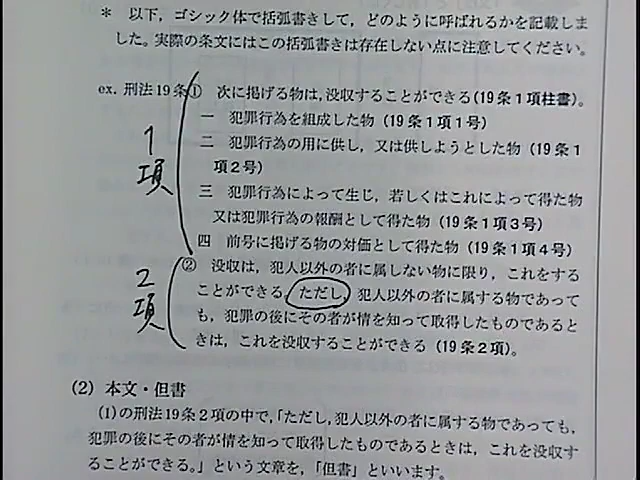 * 以下，ゴシック体で括弧書きして，どのように呼ばれるかを記載しま
した。実際の条文にはこの括弧書きは存在しない点に注意してください。
ex. 刑法19条① 次に掲げる物は，没収することができる(19条1項柱書)。
一 犯罪行為を組成した物 (19条1項1号)
二 犯罪行為の用に供し，又は供しようとした物 (19条1
項2号)
三 犯罪行為によって生じ，若しくはこれによって得た物
又は犯罪行為の報酬として得た物 (19条1項3号)
四 前号に掲げる物の対価として得た物 (19条1項4号)
1項
② 没収は，犯人以外の者に属しない物に限り，これをする
ことができる ただし，犯人以外の者に属する物であって
も，犯罪の後にその者が情を知って取得したものであると
きは，これを没収することができる (19条2項)。
2項
(2) 本文・但書
(1)の刑法19条2項の中で，「ただし，犯人以外の者に属する物であっても，
犯罪の後にその者が情を知って取得したものであるときは，これを没収す
ることができる。」という文章を，「但書」といいます。